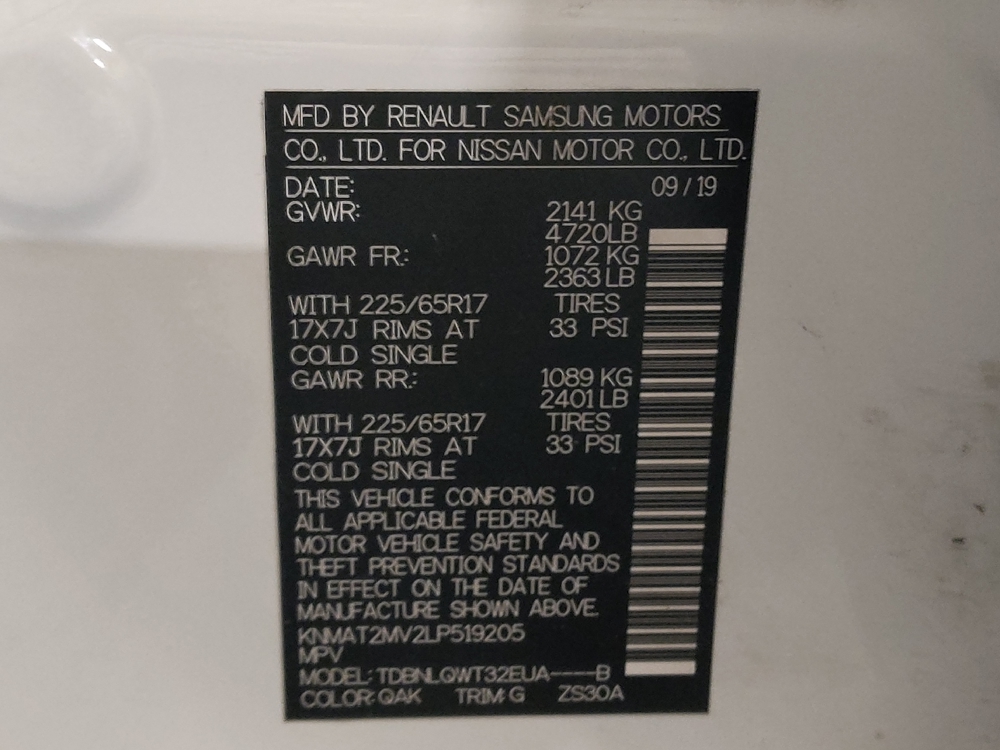 MFD BY RENAULT SAMSUNG MOTORS
CO., LTD. FOR NISSAN MOTOR CO., LTD.
DATE: 09 / 19
GVWR: 2141 KG
4720LB
GAWR FR: 1072 KG
2363 LB
WITH 225/65R17 TIRES
17X7J RIMS AT 33 PSI
COLD SINGLE
GAWR RR: 1089 KG
2401 LB
WITH 225/65R17 TIRES
17X7J RIMS AT 33 PSI
COLD SINGLE
THIS VEHICLE CONFORMS TO
ALL APPLICABLE FEDERAL
MOTOR VEHICLE SAFETY AND
THEFT PREVENTION STANDARDS
IN EFFECT ON THE DATE OF
MANUFACTURE SHOWN ABOVE.
KNMAT2MV2LP519205
MPV
MODEL: TDBNLQWT32EUA----B
COLOR: QAK TRIM: G ZS30A